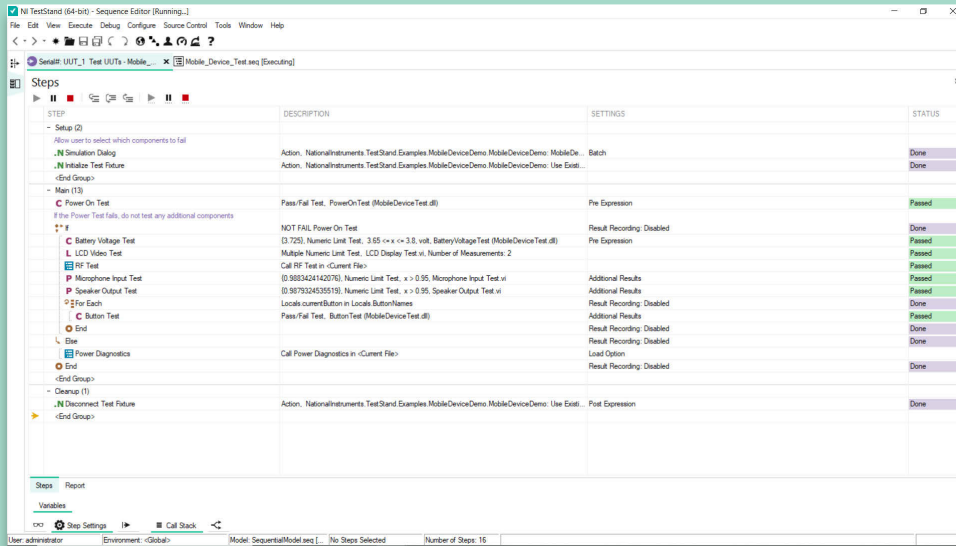 NI TestStand (64-bit) - Sequence Editor [Running...]
File Edit View Execute Debug Configure Source Control Tools Window Help
Serial#: UUT_1 Test UUTs - Mobile_... Mobile_Device_Test.seq [Executing]
Steps
STEP DESCRIPTION SETTINGS STATUS
- Setup (2)
Allow user to select which components to fail
Simulation Dialog Action, NationalInstruments.TestStand.Examples.MobileDeviceDemo.MobileDeviceDemo: MobileDe... Batch Done
Initialize Test Fixture Action, NationalInstruments.TestStand.Examples.MobileDeviceDemo.MobileDeviceDemo: Use Existi... Done
<End Group>
- Main (13)
Power On Test Pass/Fail Test, PowerOnTest (MobileDeviceTest.dll) Pre Expression Passed
If the Power Test fails, do not test any additional components
If NOT FAIL Power On Test Result Recording: Disabled Done
Battery Voltage Test {3.725}, Numeric Limit Test, 3.65 <= x <= 3.8, volt, BatteryVoltageTest (MobileDeviceTest.dll) Pre Expression Passed
LCD Video Test Multiple Numeric Limit Test, LCD Display Test.vi, Number of Measurements: 2 Passed
RF Test Call RF Test in <Current File> Passed
Microphone Input Test {0.9883424142076}, Numeric Limit Test, x > 0.95, Microphone Input Test.vi Additional Results Passed
Speaker Output Test {0.9879324535519}, Numeric Limit Test, x > 0.95, Speaker Output Test.vi Additional Results Passed
For Each Locals.currentButton in Locals.ButtonNames Result Recording: Disabled Done
Button Test Pass/Fail Test, ButtonTest (MobileDeviceTest.dll) Additional Results Passed
End Result Recording: Disabled Done
Else Result Recording: Disabled Done
Power Diagnostics Call Power Diagnostics in <Current File> Load Option
End Result Recording: Disabled Done
<End Group>
- Cleanup (1)
Disconnect Test Fixture Action, NationalInstruments.TestStand.Examples.MobileDeviceDemo.MobileDeviceDemo: Use Existi... Post Expression Done
<End Group>
Steps Report
Variables
Step Settings Call Stack
User: administrator Environment: <Global> Model: SequentialModel.seq [... No Steps Selected Number of Steps: 16